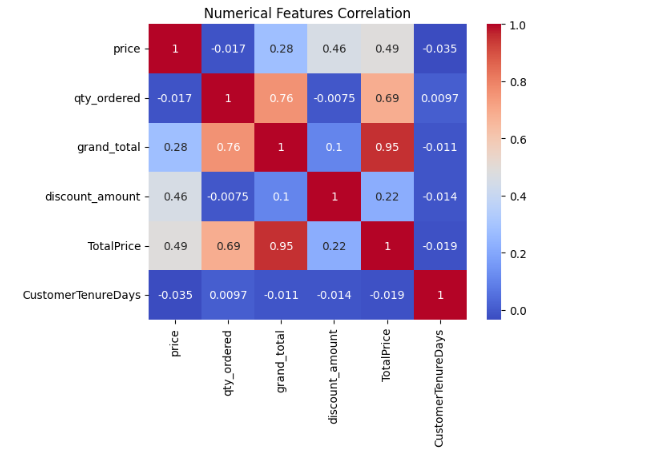 Numerical Features Correlation
price 1 -0.017 0.28 0.46 0.49 -0.035
qty_ordered -0.017 1 0.76 -0.0075 0.69 0.0097
grand_total 0.28 0.76 1 0.1 0.95 -0.011
discount_amount 0.46 -0.0075 0.1 1 0.22 -0.014
TotalPrice 0.49 0.69 0.95 0.22 1 -0.019
CustomerTenureDays -0.035 0.0097 -0.011 -0.014 -0.019 1
price
qty_ordered
grand_total
discount_amount
TotalPrice
CustomerTenureDays
1.0
0.8
0.6
0.4
0.2
0.0